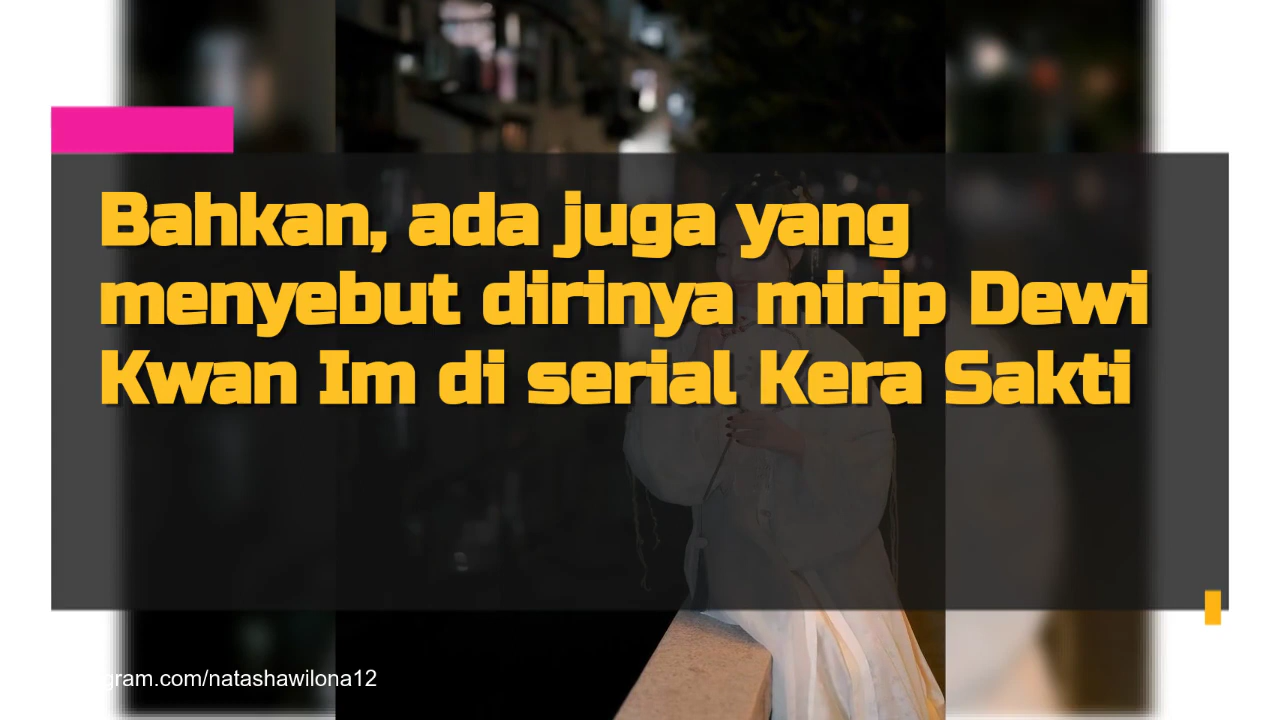 Bahkan, ada juga yang
menyebut dirinya mirip Dewi
Kwan Im di serial Kera Sakti
gram.com/natashawilona12